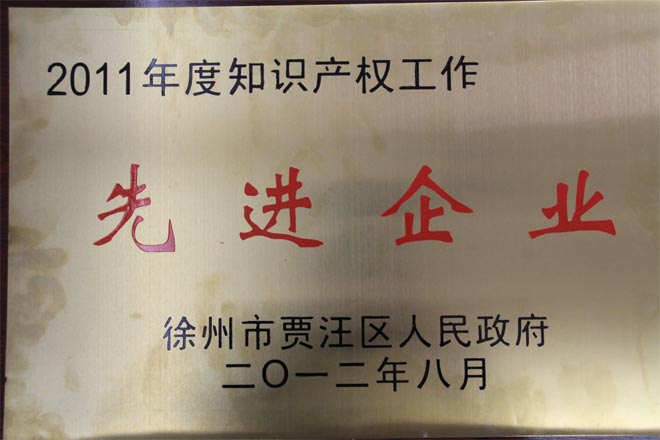 2011年度知识产权工作
先进企业
徐州市贾汪区人民政府
二〇一二年八月